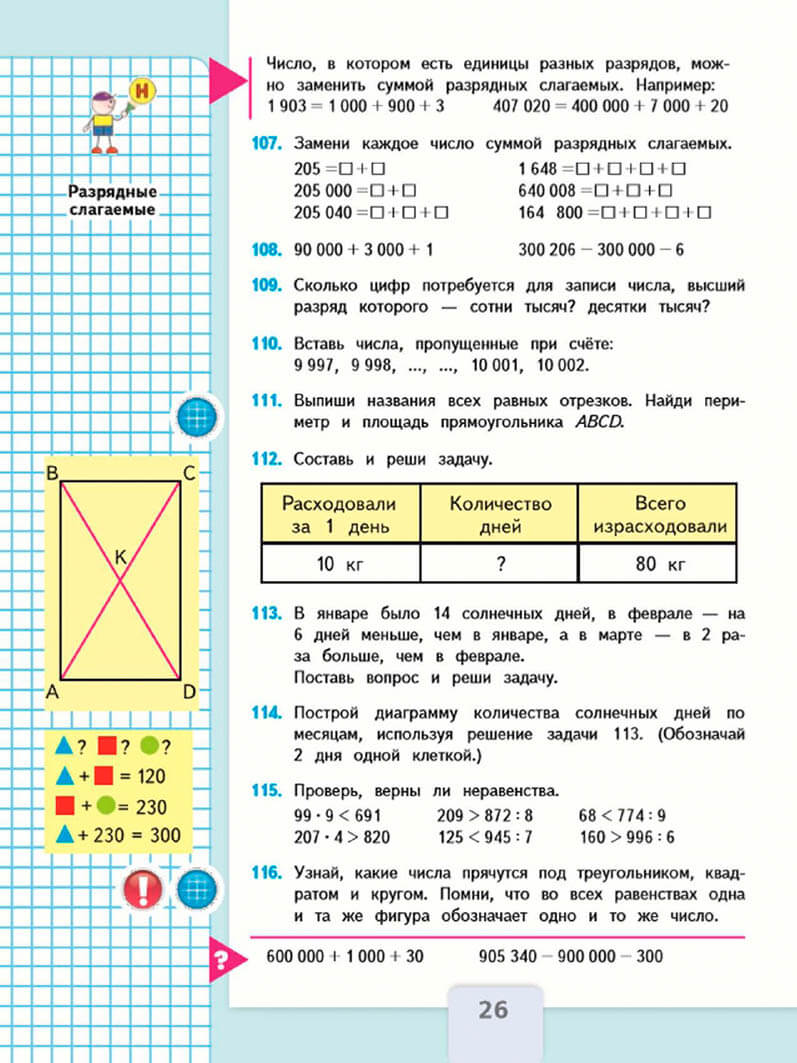 Число, в котором есть единицы разных разрядов, мож-
но заменить суммой разрядных слагаемых. Например:
1 903 = 1 000 + 900 + 3 407 020 = 400 000 + 7 000 + 20
Н
Разрядные
слагаемые
107. Замени каждое число суммой разрядных слагаемых.
205 = □ + □ 1 648 = □ + □ + □ + □
205 000 = □ + □ 640 008 = □ + □ + □
205 040 = □ + □ + □ 164 800 = □ + □ + □ + □
108. 90 000 + 3 000 + 1 300 206 − 300 000 − 6
109. Сколько цифр потребуется для записи числа, высший
разряд которого — сотни тысяч? десятки тысяч?
110. Вставь числа, пропущенные при счёте:
9 997, 9 998, ..., ..., 10 001, 10 002.
111. Выпиши названия всех равных отрезков. Найди пери-
метр и площадь прямоугольника ABCD.
B C
K
A D
112. Составь и реши задачу.
Расходовали за 1 день Количество дней Всего израсходовали
10 кг ? 80 кг
113. В январе было 14 солнечных дней, в феврале — на
6 дней меньше, чем в январе, а в марте — в 2 ра-
за больше, чем в феврале.
Поставь вопрос и реши задачу.
114. Построй диаграмму количества солнечных дней по
месяцам, используя решение задачи 113. (Обозначай
2 дня одной клеткой.)
115. Проверь, верны ли неравенства.
99 · 9 < 691 209 > 872 : 8 68 < 774 : 9
207 · 4 > 820 125 < 945 : 7 160 > 996 : 6
▲ ? ■ ? ● ?
▲ + ■ = 120
■ + ● = 230
▲ + 230 = 300
!
116. Узнай, какие числа прячутся под треугольником, квад-
ратом и кругом. Помни, что во всех равенствах одна
и та же фигура обозначает одно и то же число.
?
600 000 + 1 000 + 30 905 340 − 900 000 − 300
26